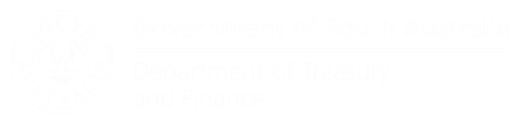 Government of South Australia
Department of Treasury
and Finance